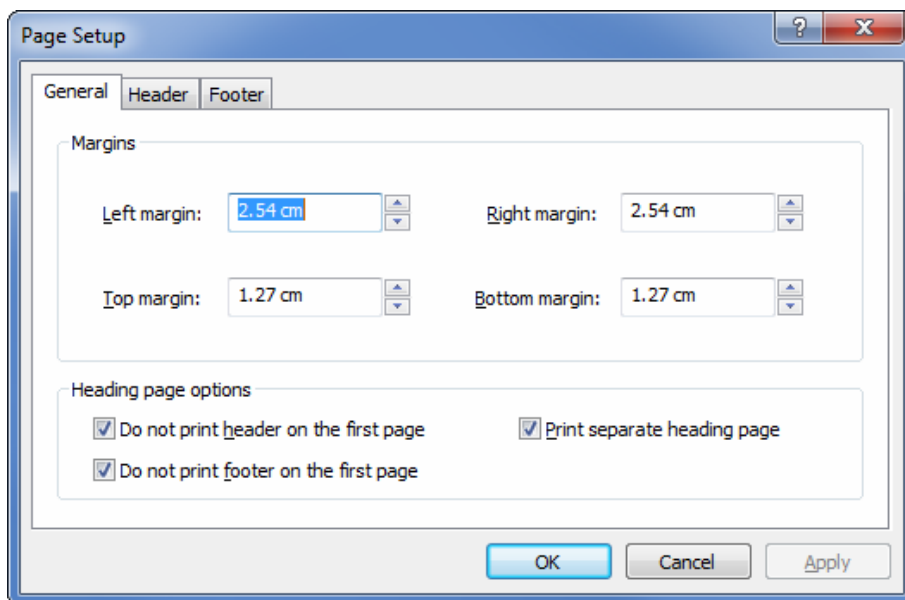 Page Setup
General Header Footer
Margins
Left margin: 2.54 cm Right margin: 2.54 cm
Top margin: 1.27 cm Bottom margin: 1.27 cm
Heading page options
Do not print header on the first page Print separate heading page
Do not print footer on the first page
OK Cancel Apply